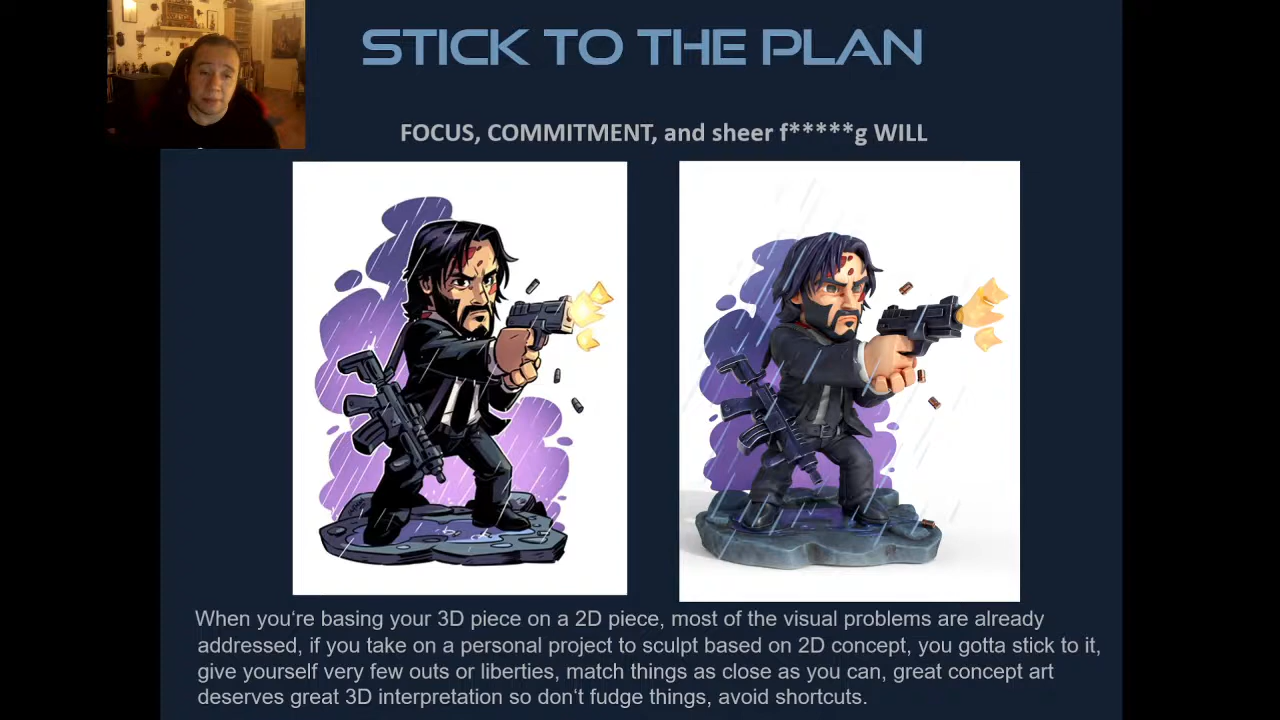 STICK TO THE PLAN
FOCUS, COMMITMENT, and sheer f*****g WILL
When you're basing your 3D piece on a 2D piece, most of the visual problems are already
addressed, if you take on a personal project to sculpt based on 2D concept, you gotta stick to it,
give yourself very few outs or liberties, match things as close as you can, great concept art
deserves great 3D interpretation so don't fudge things, avoid shortcuts.